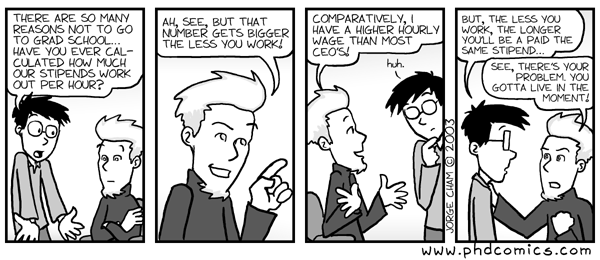 THERE ARE SO MANY
REASONS NOT TO GO
TO GRAD SCHOOL...
HAVE YOU EVER CAL-
CULATED HOW MUCH
OUR STIPENDS WORK
OUT PER HOUR?
AH, SEE, BUT THAT
NUMBER GETS BIGGER
THE LESS YOU WORK!
COMPARATIVELY, I
HAVE A HIGHER HOURLY
WAGE THAN MOST
CEO'S!
huh.
JORGE CHAM © 2003
BUT, THE LESS YOU
WORK, THE LONGER
YOU'LL BE A PAID THE
SAME STIPEND...
SEE, THERE'S YOUR
PROBLEM. YOU
GOTTA LIVE IN THE
MOMENT!
www.phdcomics.com